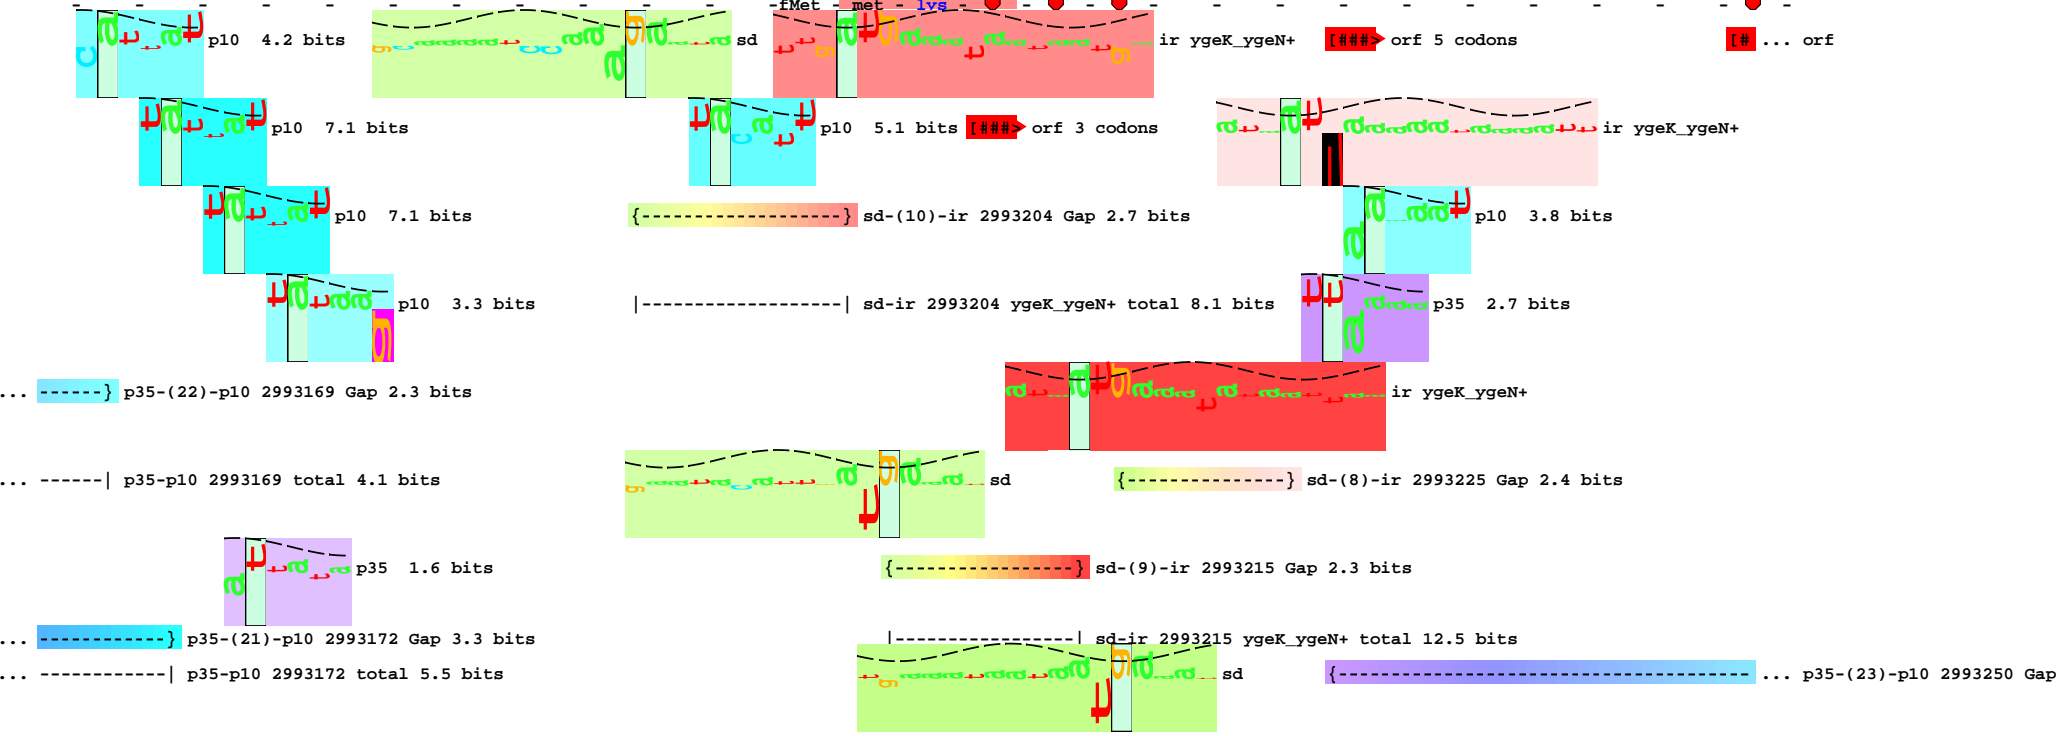 - - - - - - - - - - - -fMet - met - lys - - - - - - - - - - - - -
p10 4.2 bits sd ir ygeK_ygeN+ [###> orf 5 codons [# ... orf
p10 7.1 bits p10 5.1 bits [###> orf 3 codons ir ygeK_ygeN+
p10 7.1 bits {-------------------} sd-(10)-ir 2993204 Gap 2.7 bits p10 3.8 bits
p10 3.3 bits |-------------------| sd-ir 2993204 ygeK_ygeN+ total 8.1 bits p35 2.7 bits
... ------} p35-(22)-p10 2993169 Gap 2.3 bits ir ygeK_ygeN+
... ------| p35-p10 2993169 total 4.1 bits sd {---------------} sd-(8)-ir 2993225 Gap 2.4 bits
p35 1.6 bits {-----------------} sd-(9)-ir 2993215 Gap 2.3 bits
... ------------} p35-(21)-p10 2993172 Gap 3.3 bits |-----------------| sd-ir 2993215 ygeK_ygeN+ total 12.5 bits
... ------------| p35-p10 2993172 total 5.5 bits sd {--------------------------------------- ... p35-(23)-p10 2993250 Gap